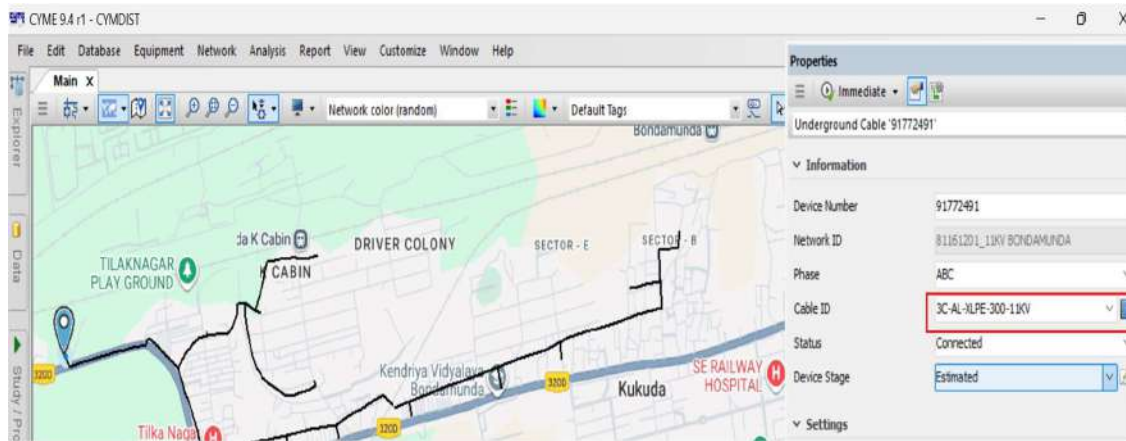 CYME 9.4 r1 - CYMDIST
File Edit Database Equipment Network Analysis Report View Customize Window Help
Main X
Network color (random)
Default Tags
Explorer
Data
Study / Pro
Bondamunda
da K Cabin
DRIVER COLONY
SECTOR - E
SECTOR - B
TILAKNAGAR
PLAY GROUND
K CABIN
3200
Kendriya Vidyalaya
Bondamunda
3200
Kukuda
SE RAILWAY
HOSPITAL
3200
Tilka Naga
Properties
Immediate
Underground Cable '91772491'
Information
Device Number 91772491
Network ID 81161201_11KV BONDAMUNDA
Phase ABC
Cable ID 3C-AL-XLPE-300-11KV
Status Connected
Device Stage Estimated
Settings